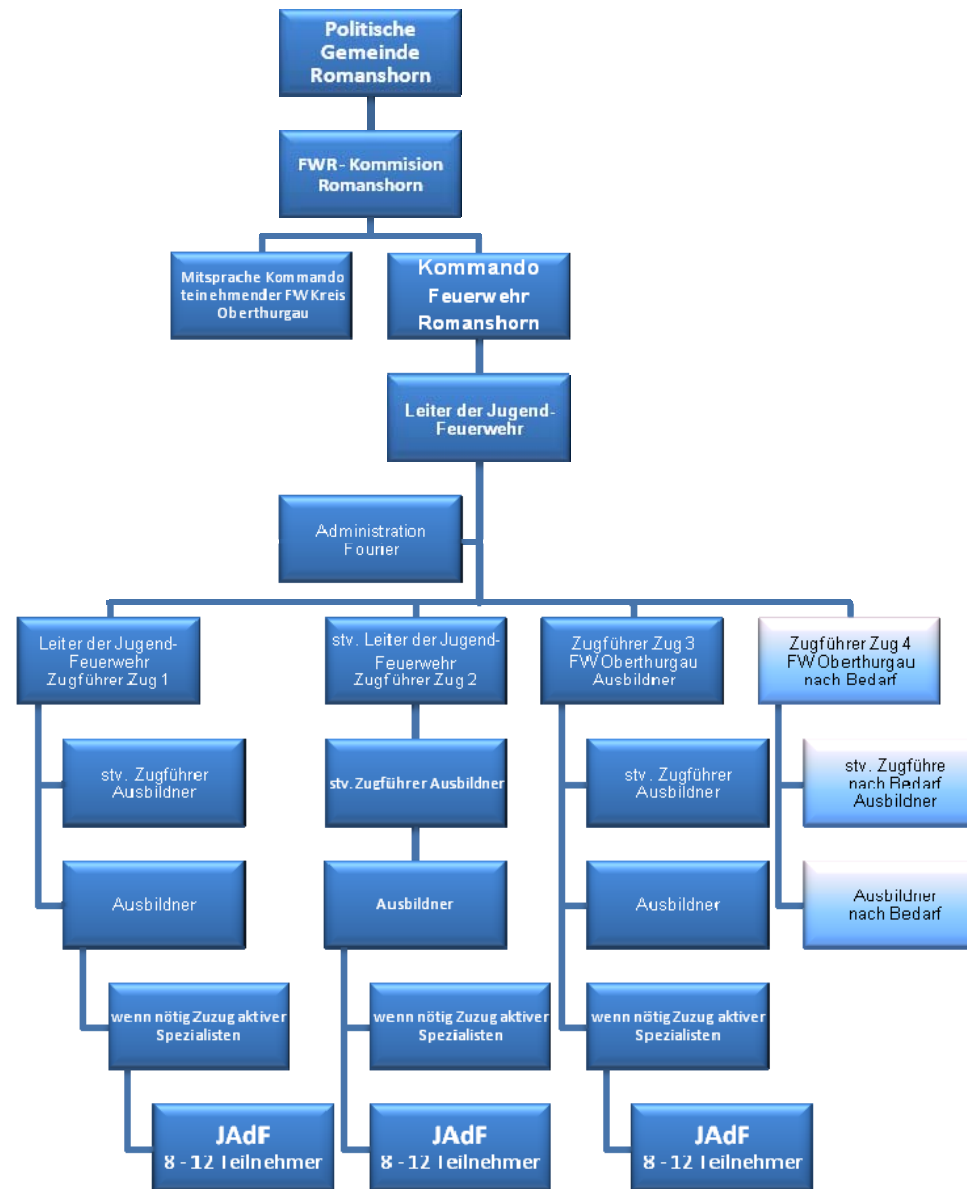 Politische
Gemeinde
Romanshorn
FWR- Kommision
Romanshorn
Mitsprache Kommando
teinehmender FW Kreis
Oberthurgau
Kommando
Feuerwehr
Romanshorn
Leiter der Jugend-
Feuerwehr
Administration
Fourier
Leiter der Jugend-
Feuerwehr
Zugführer Zug 1
stv. Leiter der Jugend-
Feuerwehr
Zugführer Zug 2
Zugführer Zug 3
FW Oberthurgau
Ausbildner
Zugführer Zug 4
FW Oberthurgau
nach Bedarf
stv. Zugführer
Ausbildner
stv. Zugführer Ausbildner
stv. Zugführer
Ausbildner
stv. Zugführe
nach Bedarf
Ausbildner
Ausbildner
Ausbildner
Ausbildner
Ausbildner
nach Bedarf
wenn nötig Zuzug aktiver
Spezialisten
wenn nötig Zuzug aktiver
Spezialisten
wenn nötig Zuzug aktiver
Spezialisten
JAdF
8 - 12 Teilnehmer
JAdF
8 - 12 Teilnehmer
JAdF
8 - 12 Teilnehmer